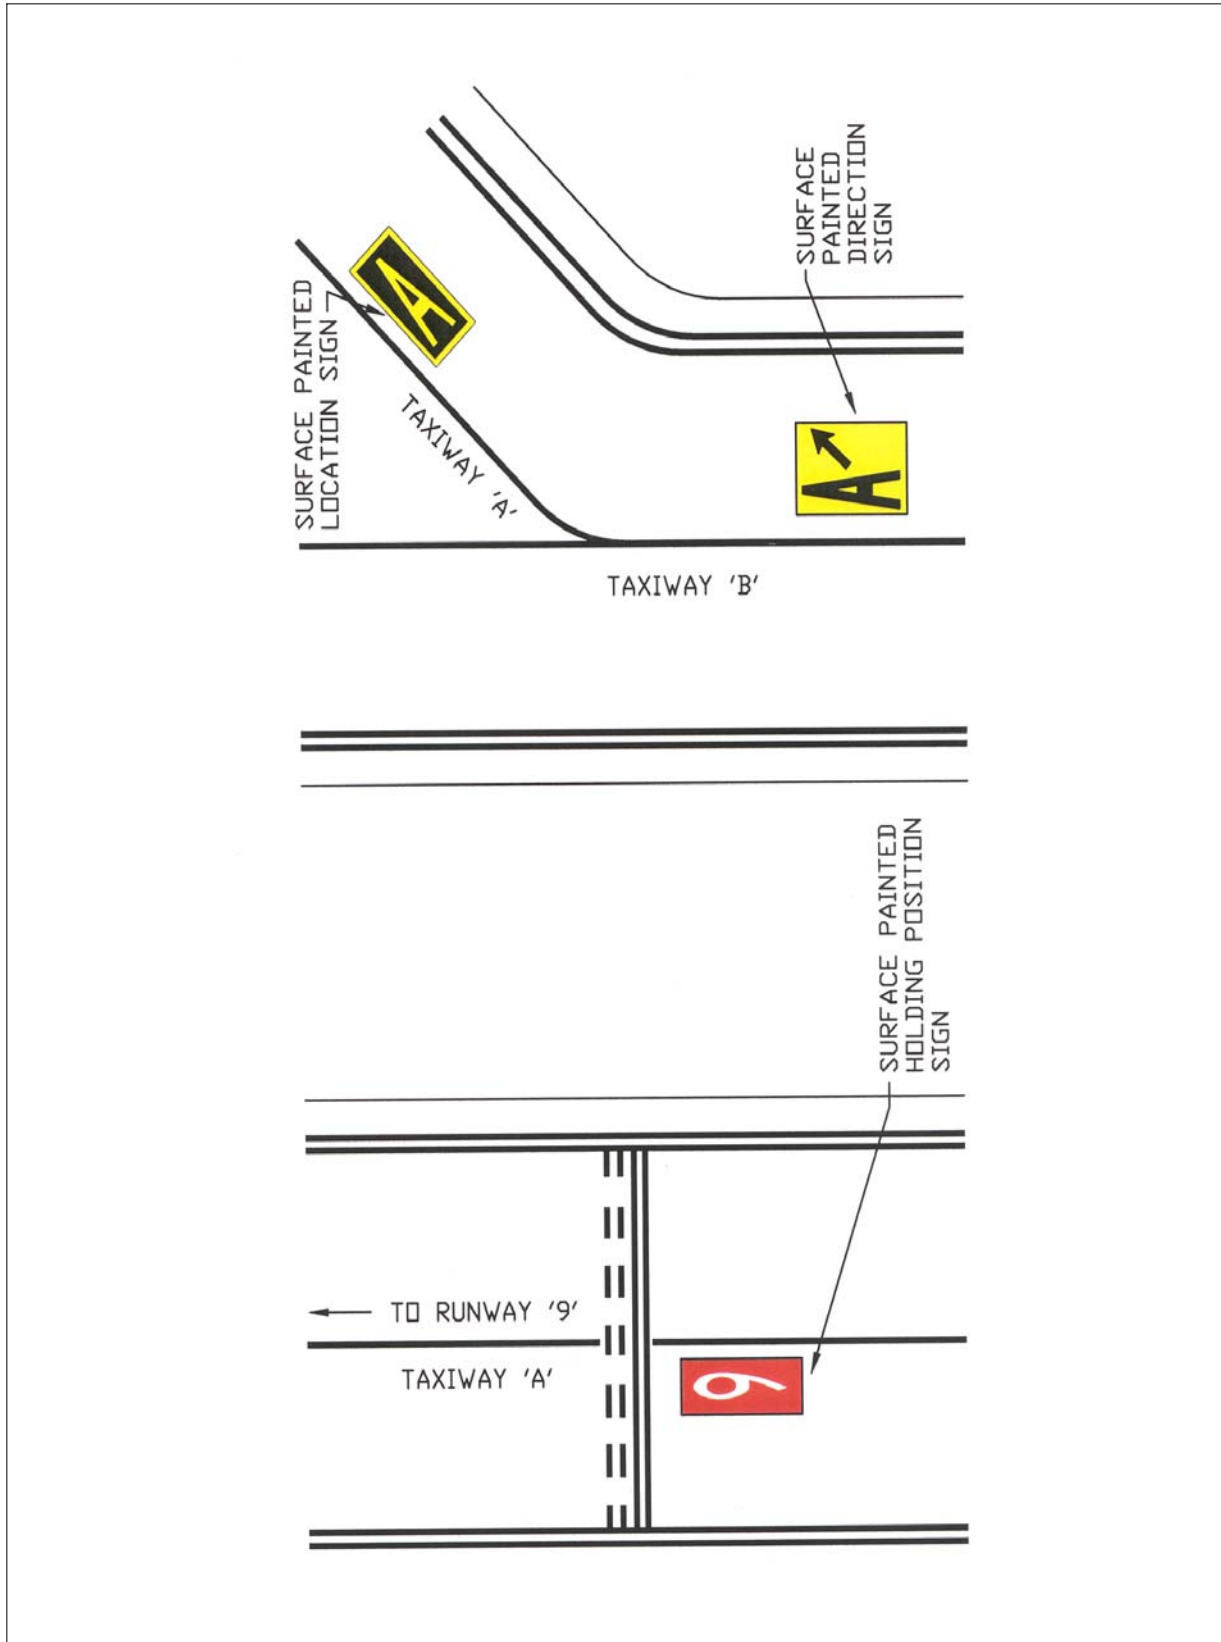 SURFACE
PAINTED
DIRECTION
SIGN
A
SURFACE PAINTED
LOCATION SIGN
TAXIWAY 'A'
A
TAXIWAY 'B'
SURFACE PAINTED
HOLDING POSITION
SIGN
TO RUNWAY '9'
TAXIWAY 'A'
9